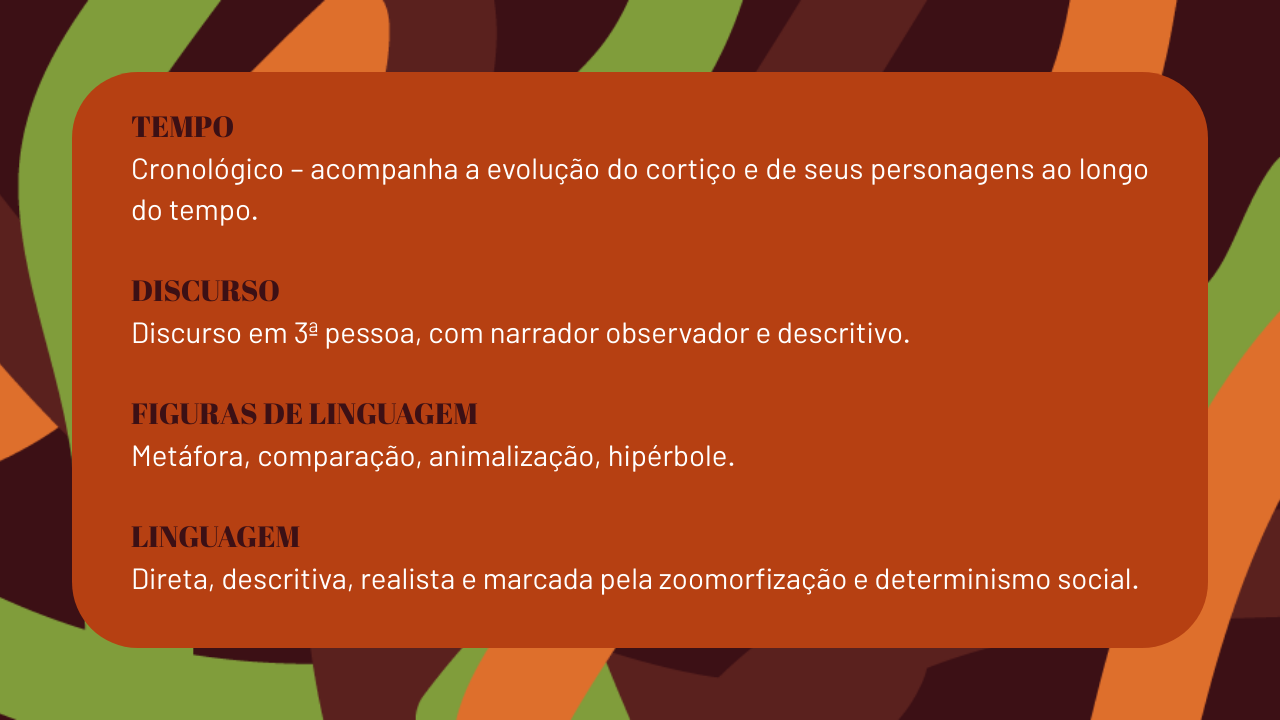 TEMPO
Cronológico – acompanha a evolução do cortiço e de seus personagens ao longo
do tempo.
DISCURSO
Discurso em 3ª pessoa, com narrador observador e descritivo.
FIGURAS DE LINGUAGEM
Metáfora, comparação, animalização, hipérbole.
LINGUAGEM
Direta, descritiva, realista e marcada pela zoomorfização e determinismo social.